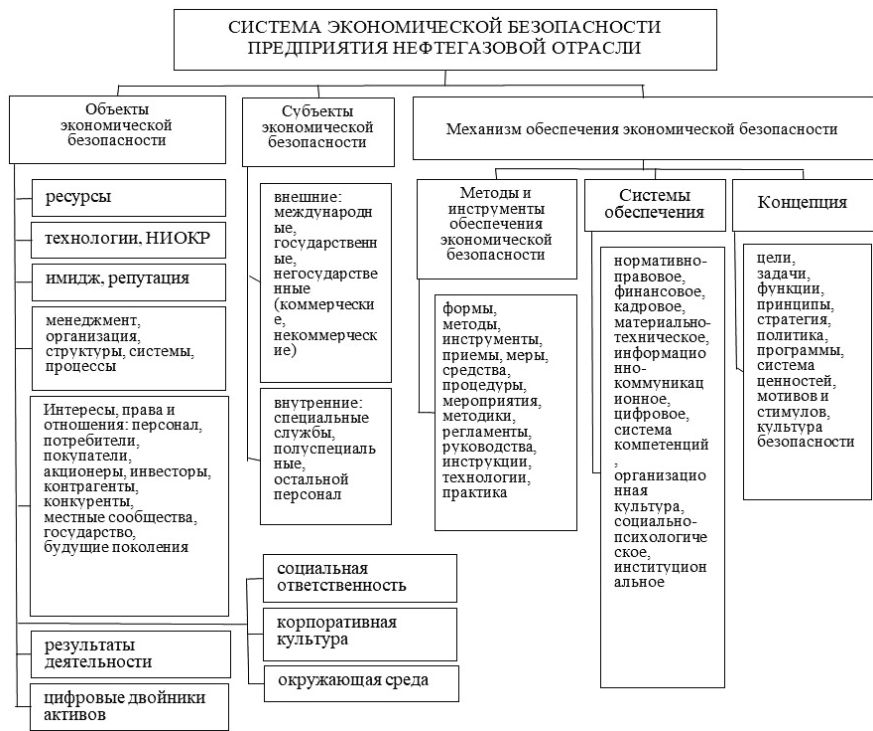 СИСТЕМА ЭКОНОМИЧЕСКОЙ БЕЗОПАСНОСТИ
ПРЕДПРИЯТИЯ НЕФТЕГАЗОВОЙ ОТРАСЛИ
Объекты
экономической
безопасности
ресурсы
технологии, НИОКР
имидж, репутация
менеджмент,
организация,
структуры, системы,
процессы
Интересы, права и
отношения: персонал,
потребители,
покупатели,
акционеры, инвесторы,
контрагенты,
конкуренты,
местные сообщества,
государство,
будущие поколения
результаты
деятельности
цифровые двойники
активов
социальная
ответственность
корпоративная
культура
окружающая среда
Субъекты
экономической
безопасности
внешние:
международн
ые,
государственн
ые,
негосударстве
нные
(коммерчески
е,
некоммерчес
кие)
внутренние:
специальные
службы,
полуспециаль
ные,
остальной
персонал
Механизм обеспечения экономической безопасности
Методы и
инструменты
обеспечения
экономической
безопасности
формы,
методы,
инструменты,
приемы, меры,
средства,
процедуры,
мероприятия,
методики,
регламенты,
руководства,
инструкции,
технологии,
практика
Системы
обеспечения
нормативно-
правовое,
финансовое,
кадровое,
материально-
техническое,
информацио
нно-
коммуникац
ионное,
цифровое,
система
компетенций
,
организацио
нная
культура,
социально-
психологиче
ское,
институцион
альное
Концепция
цели,
задачи,
функции,
принципы,
стратегия,
политика,
программы,
система
ценностей,
мотивов и
стимулов,
культура
безопасности